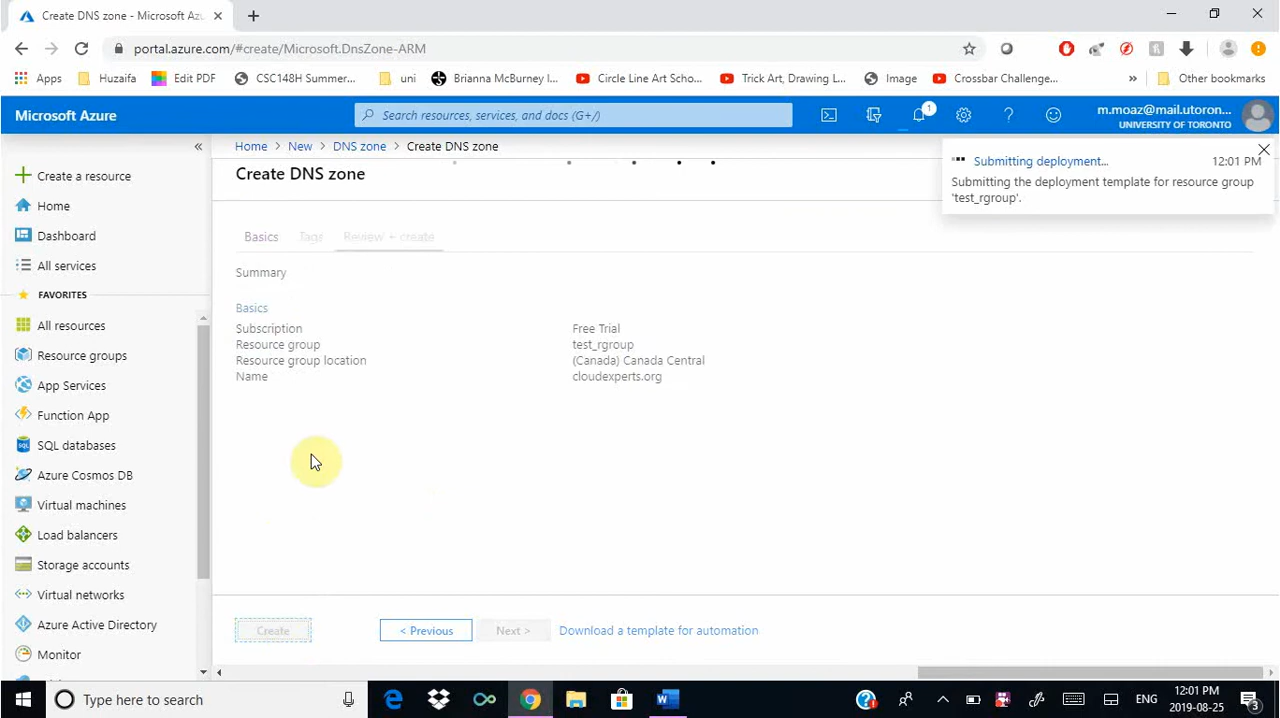 Create DNS zone - Microsoft Az
portal.azure.com/#create/Microsoft.DnsZone-ARM
Apps
Huzaifa
Edit PDF
CSC148H Summer...
uni
Brianna McBurney I...
Circle Line Art Scho...
Trick Art, Drawing L...
Image
Crossbar Challenge...
»
Other bookmarks
Microsoft Azure
Search resources, services, and docs (G+/)
1
m.moaz@mail.utoron...
UNIVERSITY OF TORONTO
«
Create a resource
Home
Dashboard
All services
FAVORITES
All resources
Resource groups
App Services
Function App
SQL databases
Azure Cosmos DB
Virtual machines
Load balancers
Storage accounts
Virtual networks
Azure Active Directory
Monitor
Home > New > DNS zone > Create DNS zone
Create DNS zone
Submitting deployment...
12:01 PM
Submitting the deployment template for resource group
'test_rgroup'.
Basics Tags Review + create
Summary
Basics
Subscription Free Trial
Resource group test_rgroup
Resource group location (Canada) Canada Central
Name cloudexperts.org
Create
< Previous
Next >
Download a template for automation
Type here to search
ENG
12:01 PM
2019-08-25
3